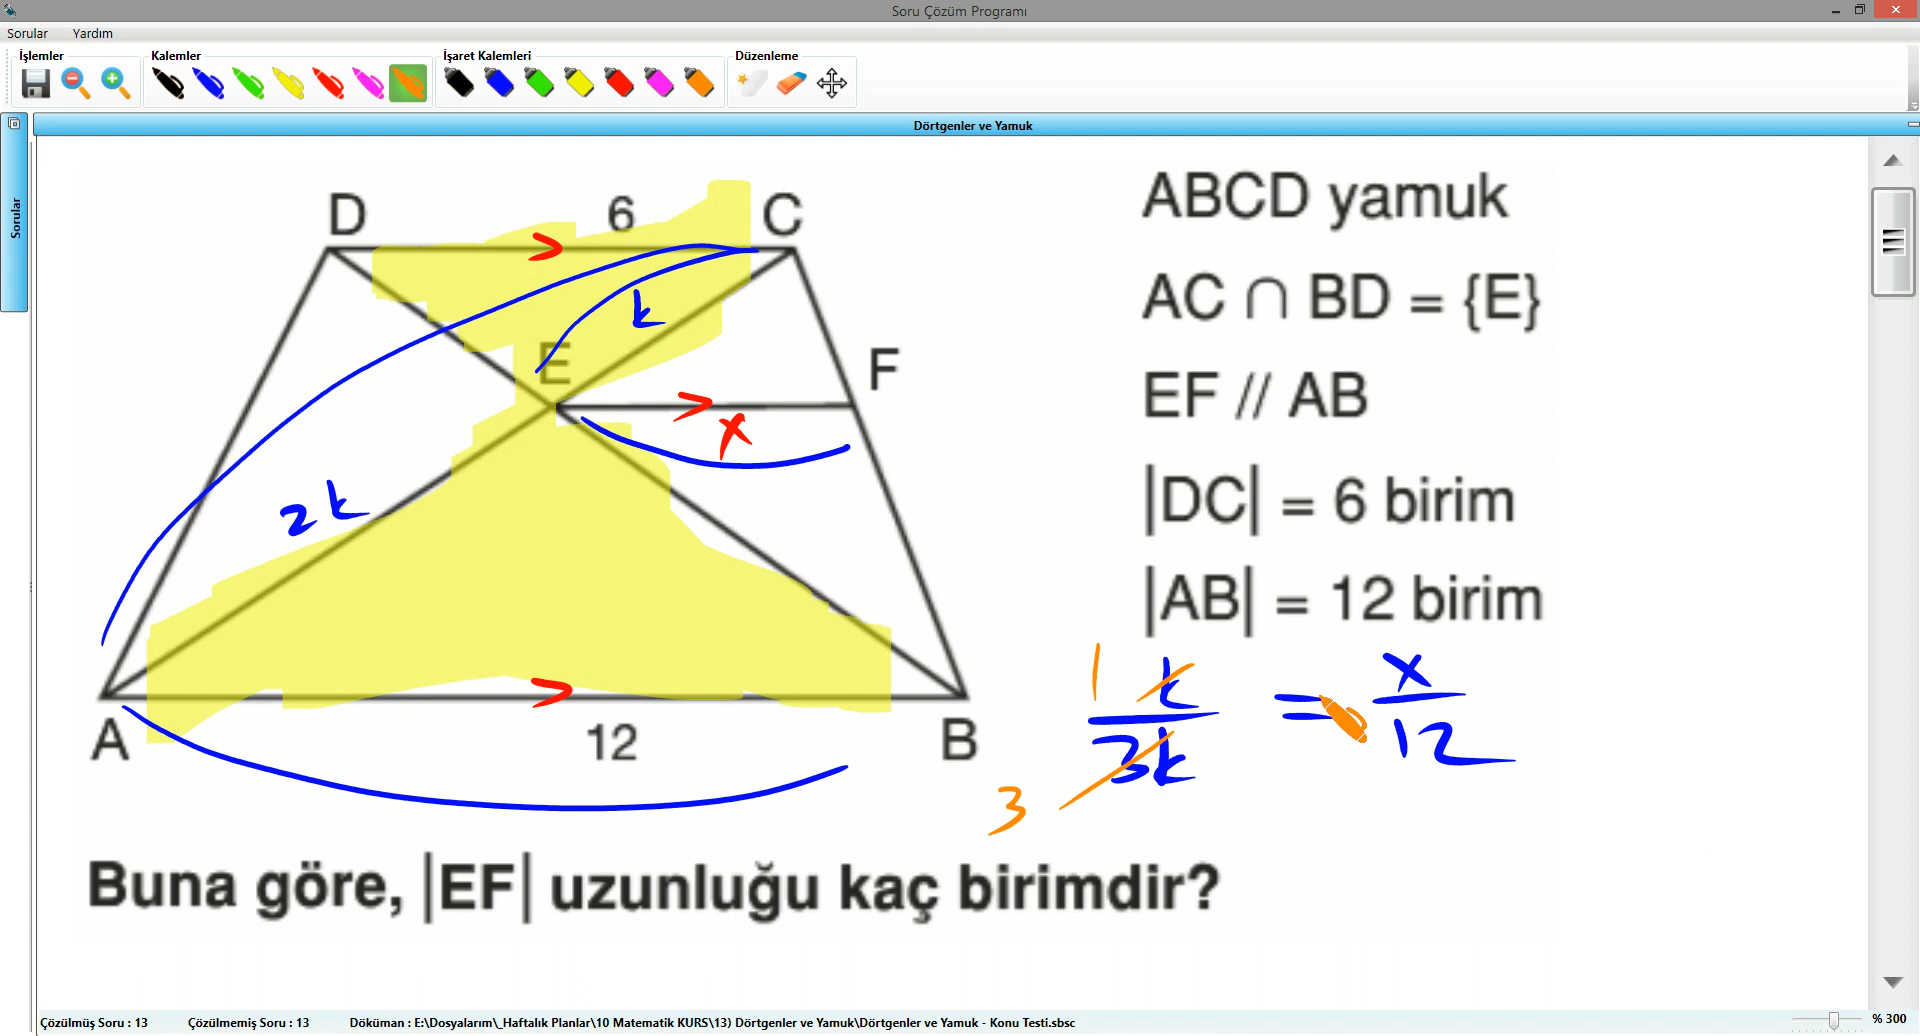 Soru Çözüm Programı
Sorular Yardım
İşlemler Kalemler İşaret Kalemleri Düzenleme
Dörtgenler ve Yamuk
Sorular
D 6 C
k
E
F
x
2k
A 12 B
ABCD yamuk
AC ∩ BD = {E}
EF // AB
|DC| = 6 birim
|AB| = 12 birim
1 k = x
3 3k 12
Buna göre, |EF| uzunluğu kaç birimdir?
Çözülmüş Soru : 13 Çözülmemiş Soru : 13 Döküman : E:\Dosyalarım\_Haftalık Planlar\10 Matematik KURS\13) Dörtgenler ve Yamuk\Dörtgenler ve Yamuk - Konu Testi.sbsc % 300